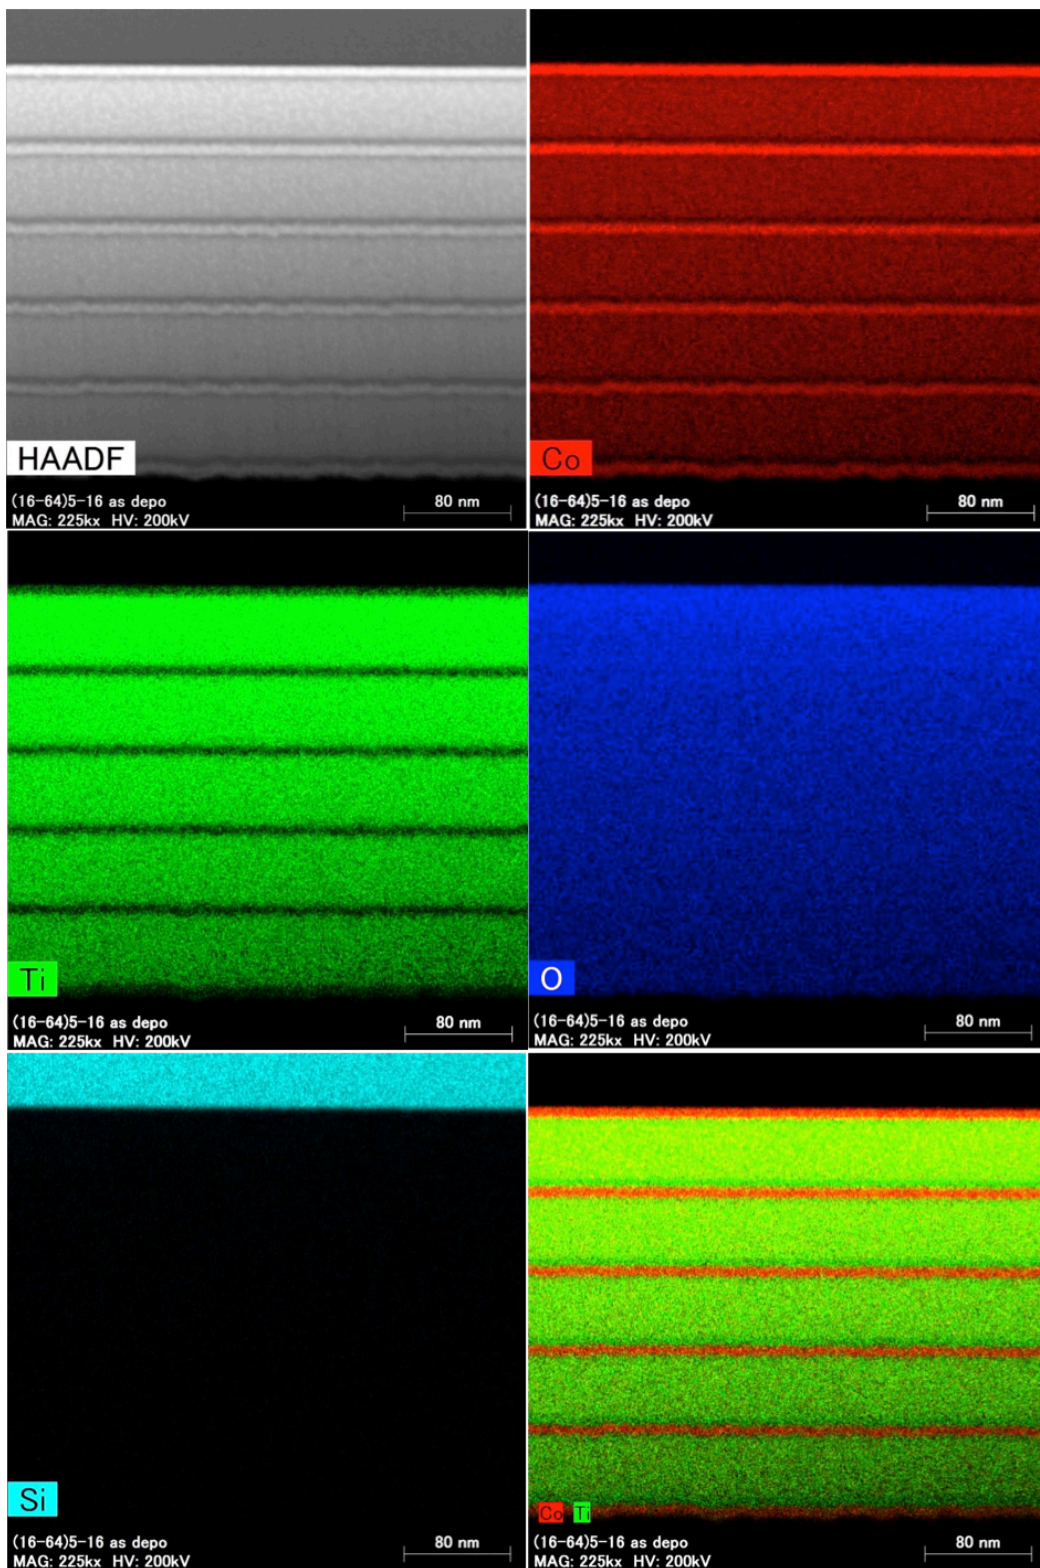 HAADF
(16-64)5-16 as depo
80 nm
MAG: 225kx HV: 200kV
Co
(16-64)5-16 as depo
80 nm
MAG: 225kx HV: 200kV
Ti
(16-64)5-16 as depo
80 nm
MAG: 225kx HV: 200kV
O
(16-64)5-16 as depo
80 nm
MAG: 225kx HV: 200kV
Si
(16-64)5-16 as depo
80 nm
MAG: 225kx HV: 200kV
Co Ti
(16-64)5-16 as depo
80 nm
MAG: 225kx HV: 200kV